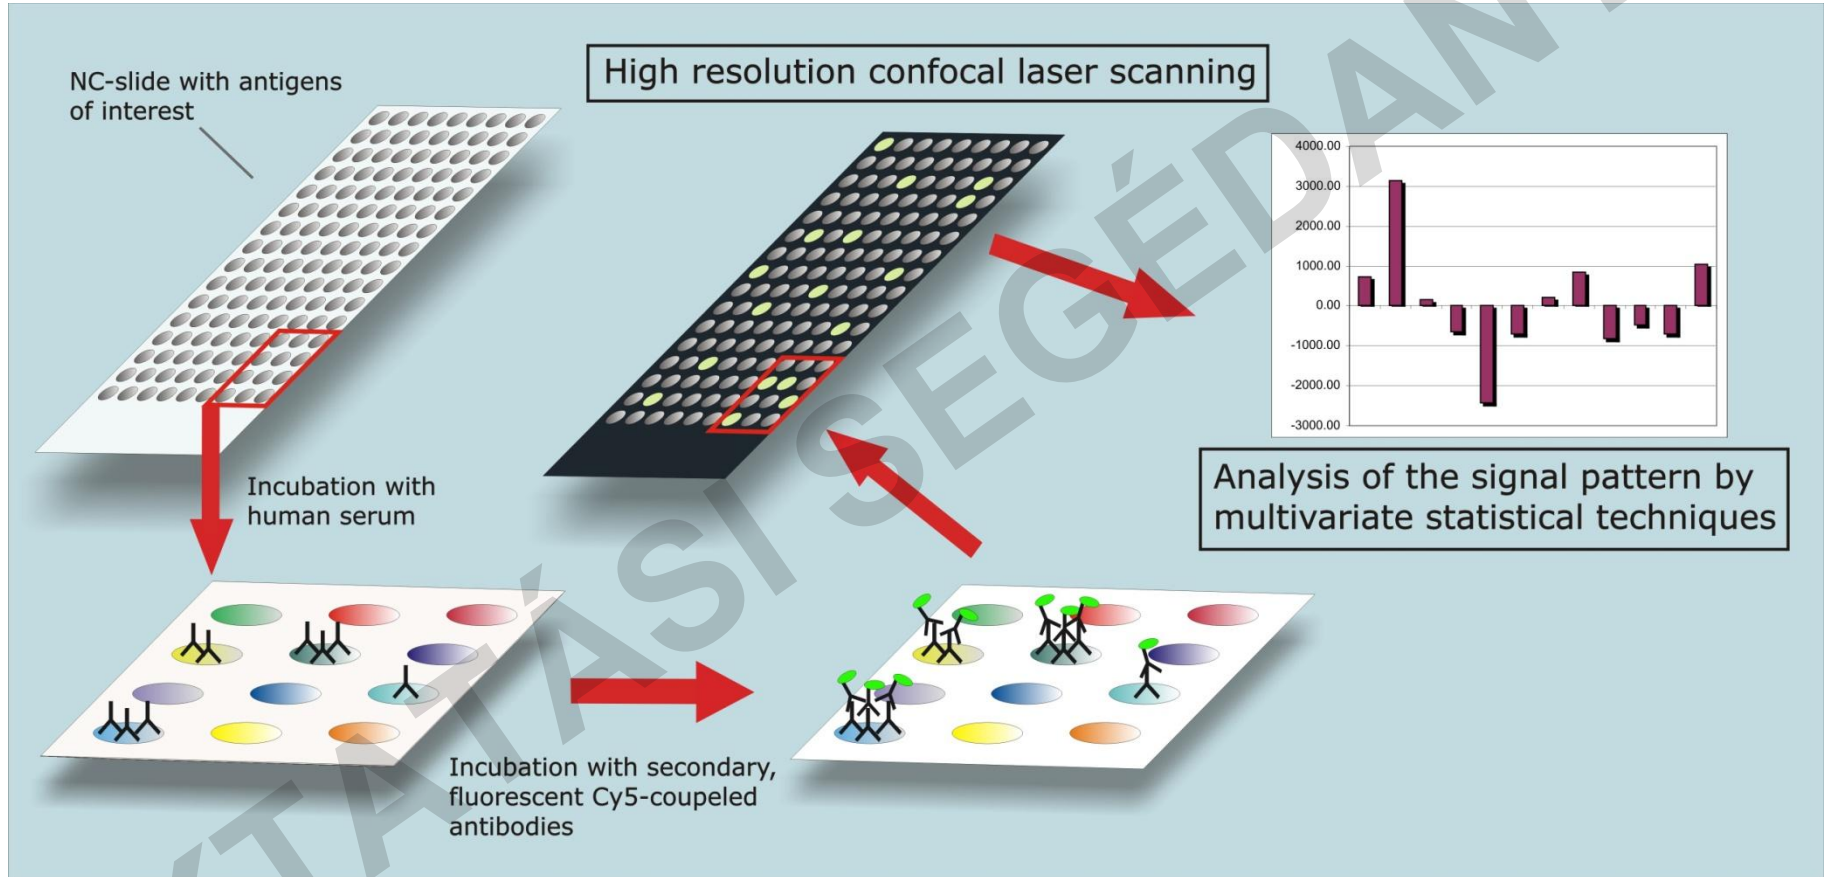 NC-slide with antigens
of interest
High resolution confocal laser scanning
4000.00
3000.00
2000.00
1000.00
0.00
-1000.00
-2000.00
-3000.00
Analysis of the signal pattern by
multivariate statistical techniques
Incubation with
human serum
Incubation with secondary,
fluorescent Cy5-coupeled
antibodies
KTATÁSI SEGÉDANY